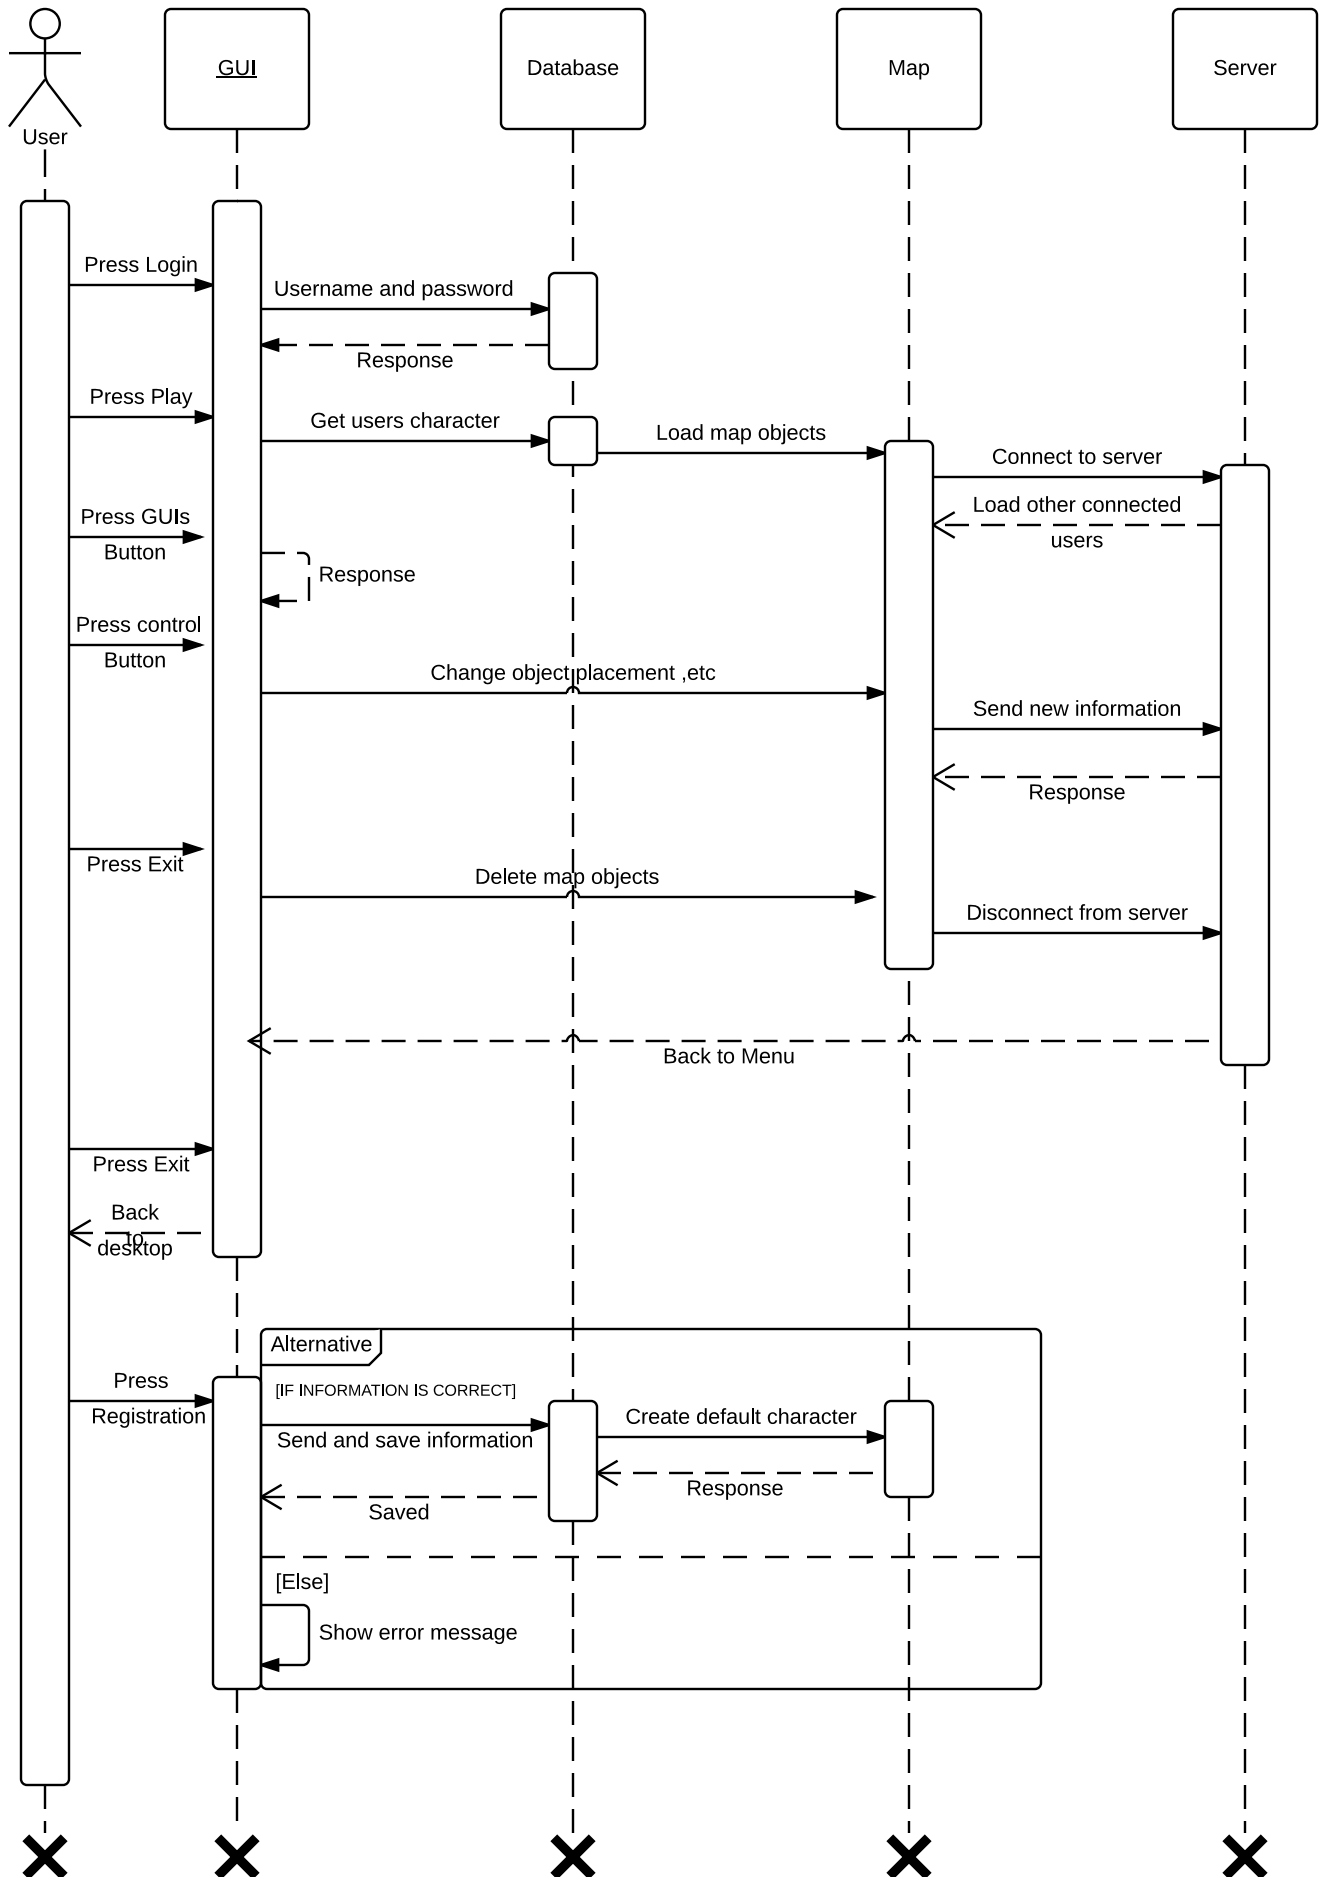 User
GUI
Database
Map
Server
Press Login
Username and password
Response
Press Play
Get users character
Load map objects
Connect to server
Load other connected
users
Press GUIs
Button
Response
Press control
Button
Change object placement ,etc
Send new information
Response
Press Exit
Delete map objects
Disconnect from server
Back to Menu
Press Exit
Back
to
desktop
Alternative
Press
Registration
[IF INFORMATION IS CORRECT]
Send and save information
Create default character
Response
Saved
[Else]
Show error message